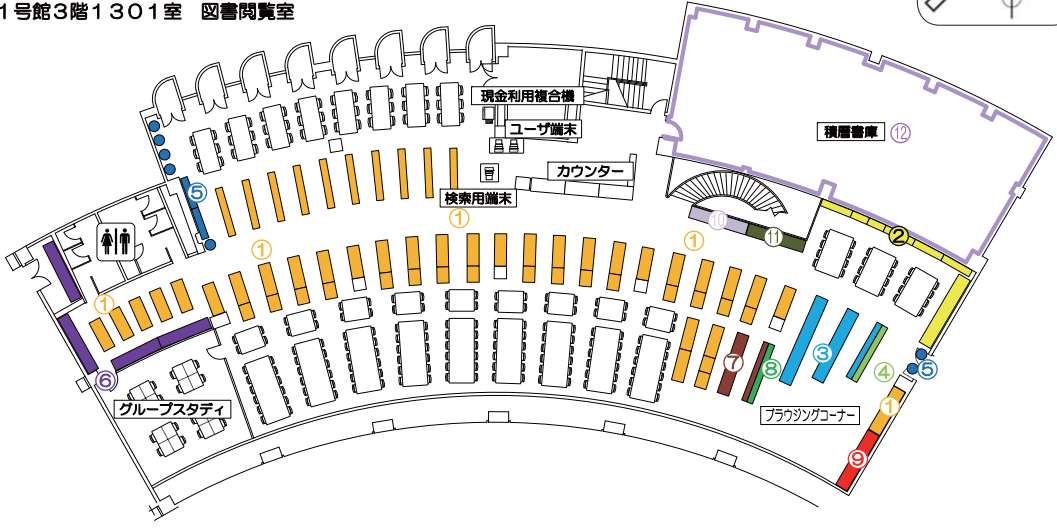 1号館3階1301室 図書閲覧室
現金利用複合機
ユーザ端末
積層書庫 ⑫
カウンター
⑤
検索用端末
①
⑩
⑪
①
②
①
①
③
⑦
⑧
④
⑤
⑥
グループスタディ
ブラウジングコーナー
①
⑨